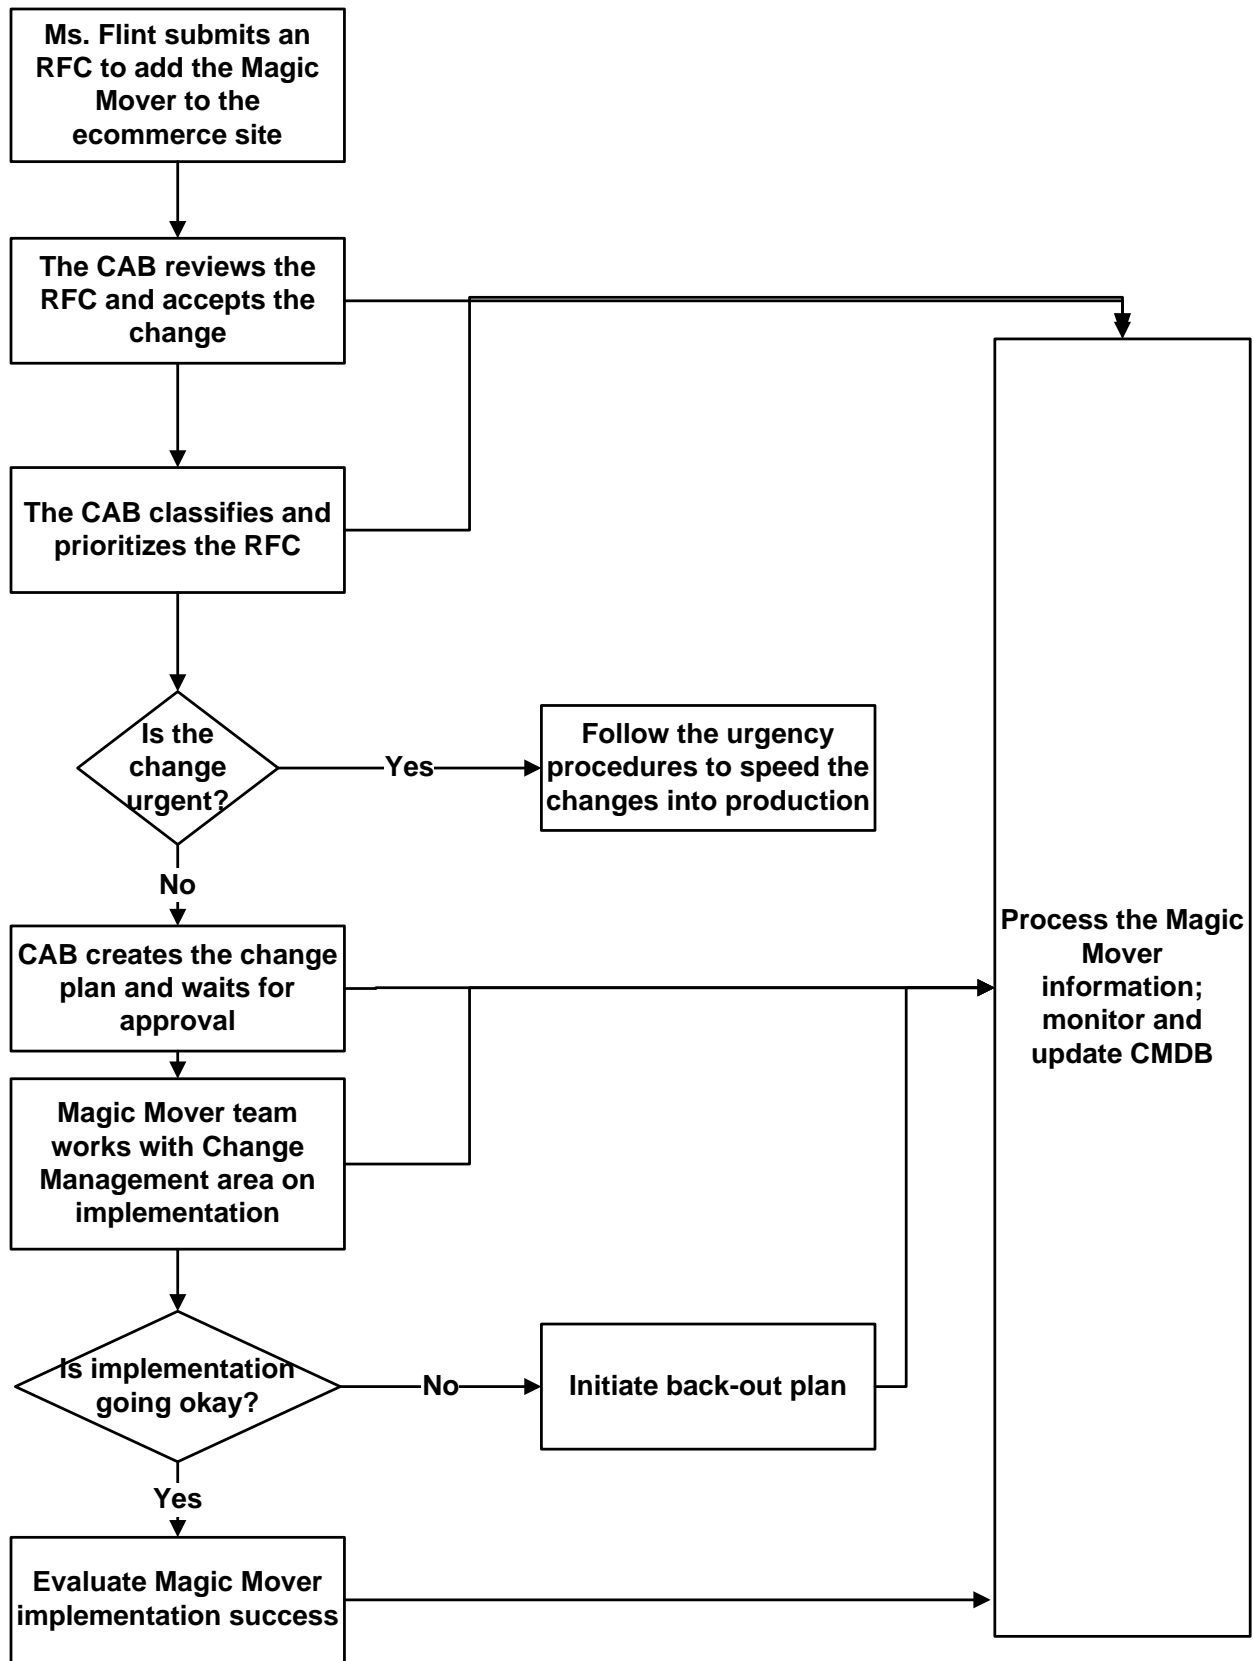 Ms. Flint submits an
RFC to add the Magic
Mover to the
ecommerce site
The CAB reviews the
RFC and accepts the
change
The CAB classifies and
prioritizes the RFC
Is the
change
urgent?
Yes
Follow the urgency
procedures to speed the
changes into production
No
CAB creates the change
plan and waits for
approval
Process the Magic
Mover
information;
monitor and
update CMDB
Magic Mover team
works with Change
Management area on
implementation
Is implementation
going okay?
No
Initiate back-out plan
Yes
Evaluate Magic Mover
implementation success